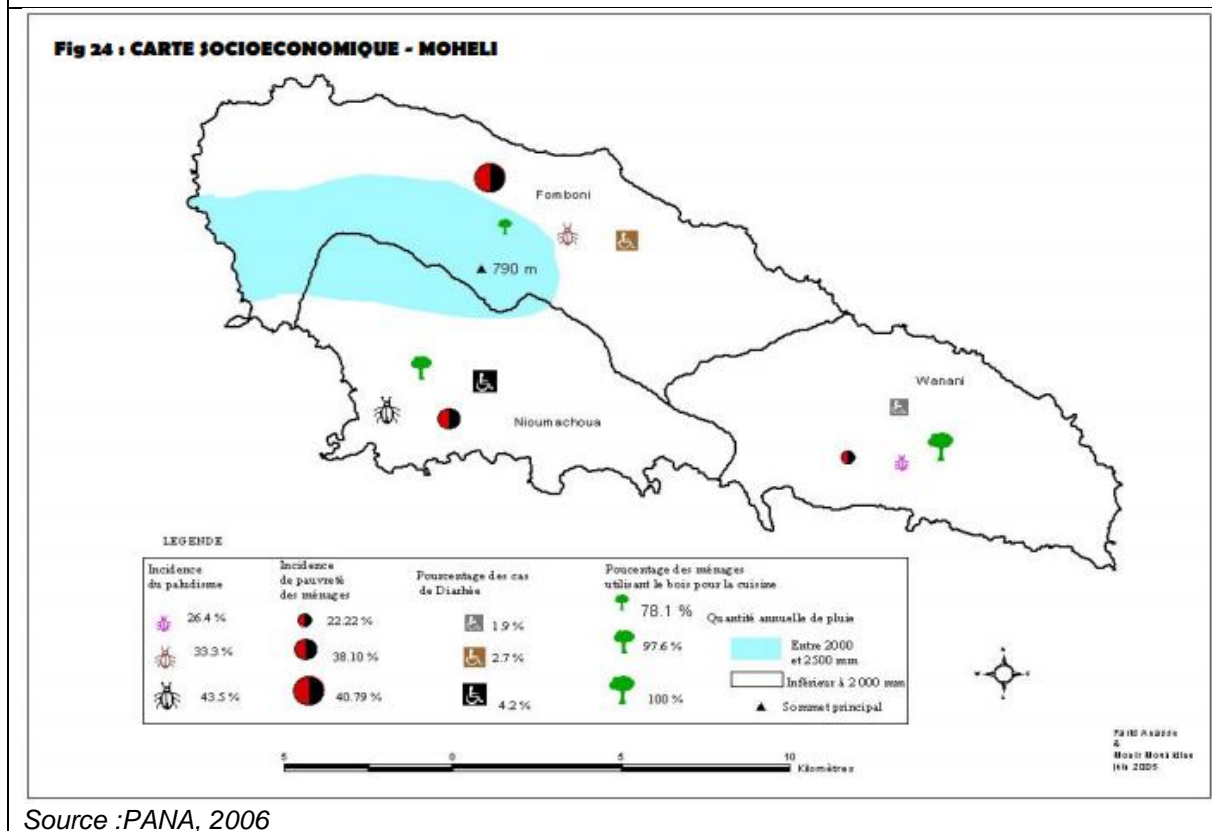 Fig 24 : CARTE SOCIOECONOMIQUE - MOHELI
Fomboni
790 m
Wanani
Nioumachoua
LEGENDE
Incidence
du paludisme
26.4 %
33.3 %
43.5 %
Incidence
de pauvreté
des ménages
22.22 %
38.10 %
40.79 %
Pourcentage des cas
de Diarhée
1.9 %
2.7 %
4.2 %
Poucentage des ménages
utilisant le bois pour la cuisine
78.1 %
97.6 %
100 %
Quantité annuelle de pluie
Entre 2000
et 2500 mm
Inférieur à 2 000 mm
Sommet principal
N
W
E
S
5 0 5 10
Kilomètres
&
Source :PANA, 2006